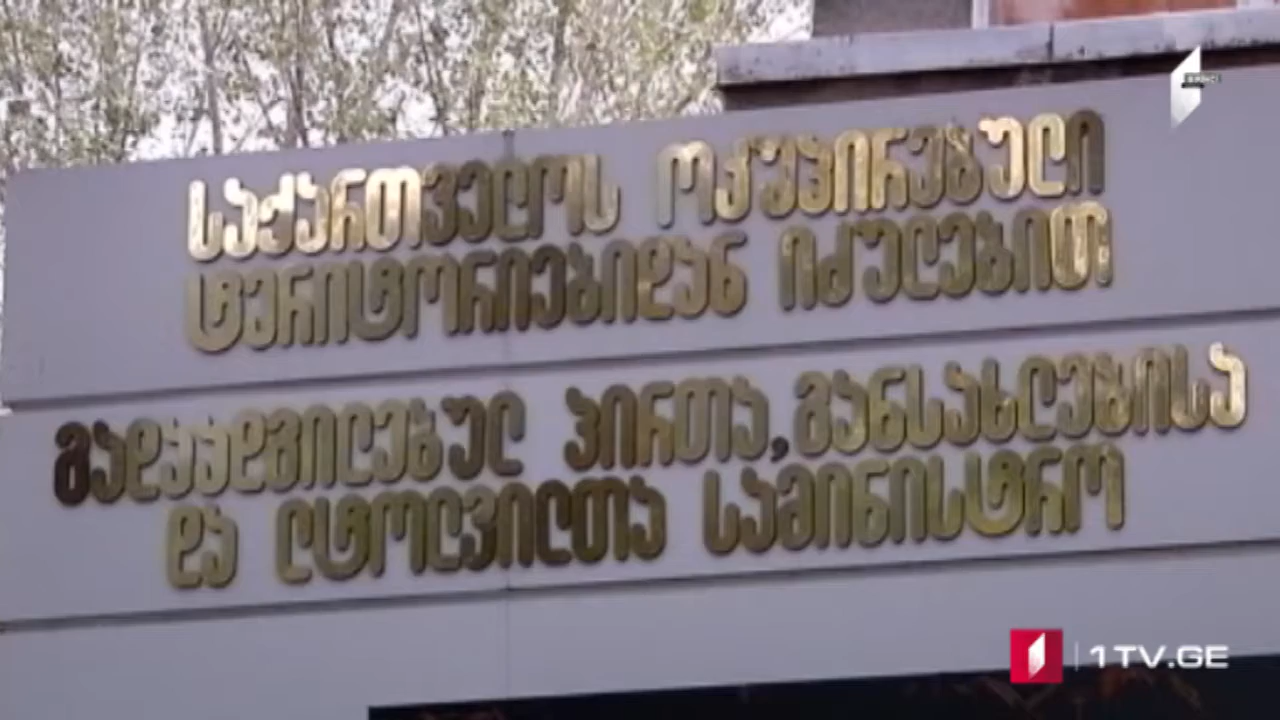 საქართველოს ოკუპირებული
ტერიტორიებიდან იძულებით
გადაადგილებულ პირთა, განსახლებისა
და ლტოლვილთა სამინისტრო
1TV.GE